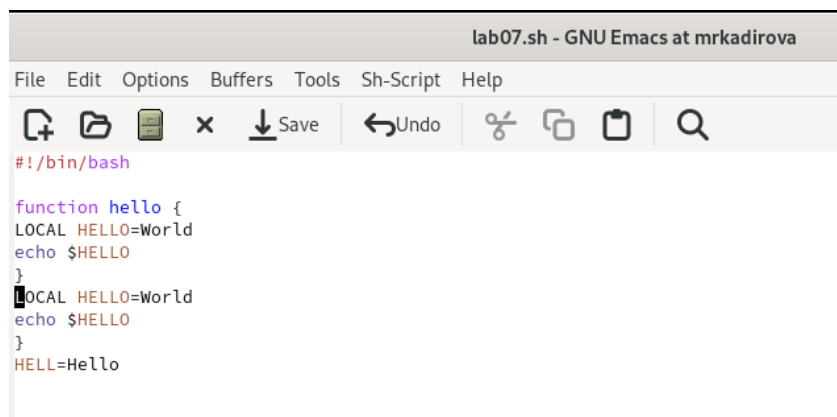 lab07.sh - GNU Emacs at mrkadirova
File Edit Options Buffers Tools Sh-Script Help
Save Undo
#!/bin/bash
function hello {
LOCAL HELLO=World
echo $HELLO
}
LOCAL HELLO=World
echo $HELLO
}
HELL=Hello